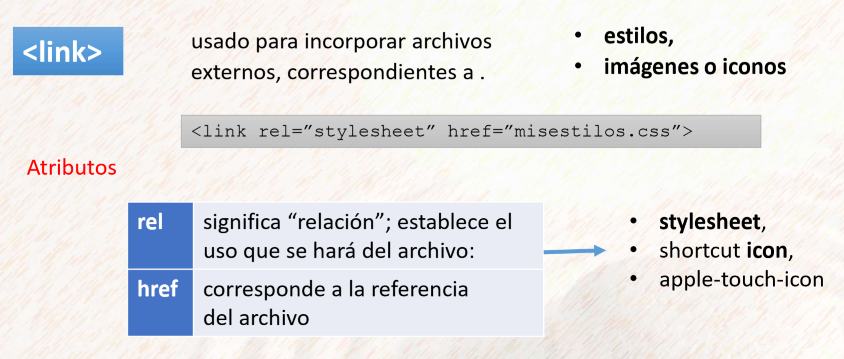 <link>
usado para incorporar archivos
externos, correspondientes a .
• estilos,
• imágenes o iconos
<link rel=”stylesheet” href=”misestilos.css”>
Atributos
rel
significa “relación”; establece el
uso que se hará del archivo:
• stylesheet,
• shortcut icon,
• apple-touch-icon
href
corresponde a la referencia
del archivo